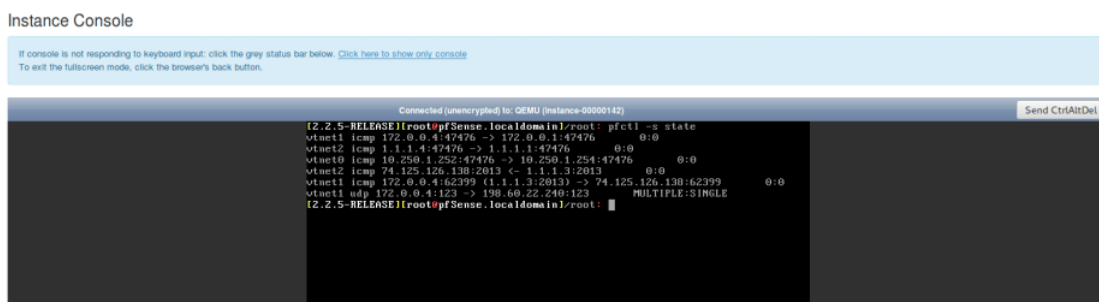 Instance Console
If console is not responding to keyboard input: click the grey status bar below. Click here to show only console
To exit the fullscreen mode, click the browser's back button.
Connected (unencrypted) to: QEMU (instance-00000142)
Send CtrlAltDel
[2.2.5-RELEASE][root@pfSense.localdomain]/root: pfctl -s state
vtnet1 icmp 172.0.0.4:47476 -> 172.0.0.1:47476 0:0
vtnet2 icmp 1.1.1.4:47476 -> 1.1.1.1:47476 0:0
vtnet0 icmp 10.250.1.252:47476 -> 10.250.1.254:47476 0:0
vtnet2 icmp 74.125.126.138:2013 <- 1.1.1.3:2013 0:0
vtnet1 icmp 172.0.0.4:62399 (1.1.1.3:2013) -> 74.125.126.138:62399 0:0
vtnet1 udp 172.0.0.4:123 -> 198.60.22.240:123 MULTIPLE:SINGLE
[2.2.5-RELEASE][root@pfSense.localdomain]/root: